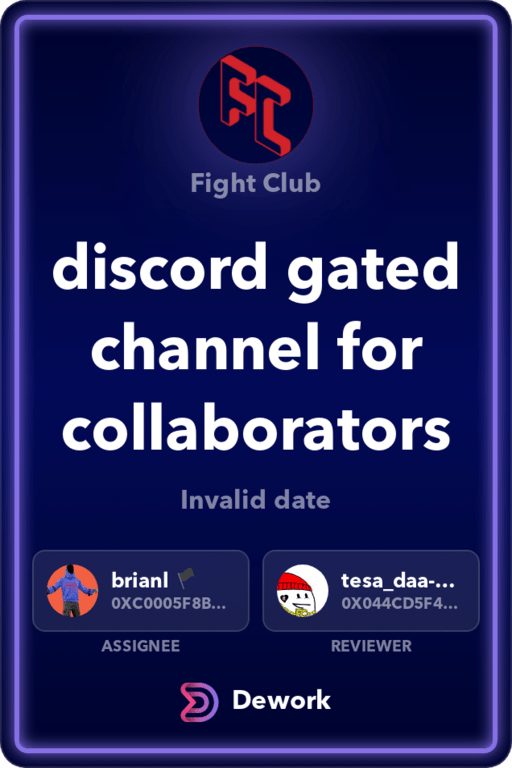 FC
Fight Club
discord gated
channel for
collaborators
Invalid date
brianl 🏴
0XC0005F8B...
ASSIGNEE
tesa_daa-...
0X044CD5F4...
REVIEWER
Dework